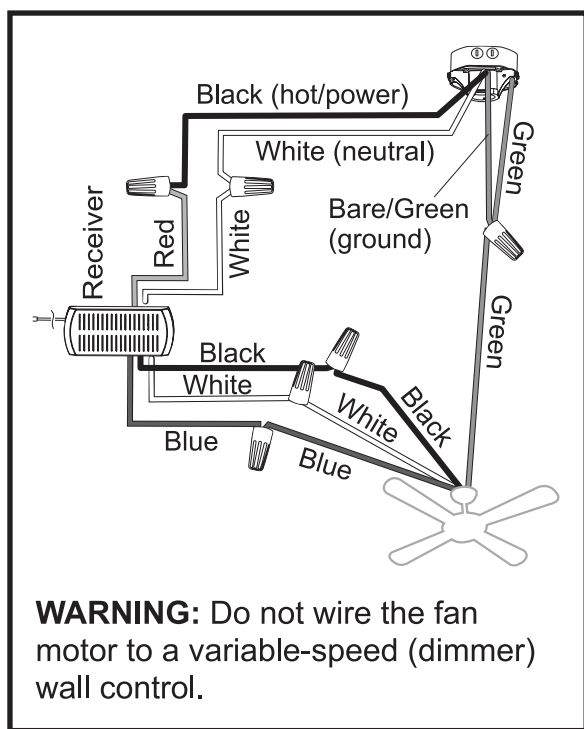 Black (hot/power)
White (neutral)
Green
Bare/Green
(ground)
Receiver
Red
White
Green
Black
White
White
Black
Blue
Blue
WARNING: Do not wire the fan
motor to a variable-speed (dimmer)
wall control.